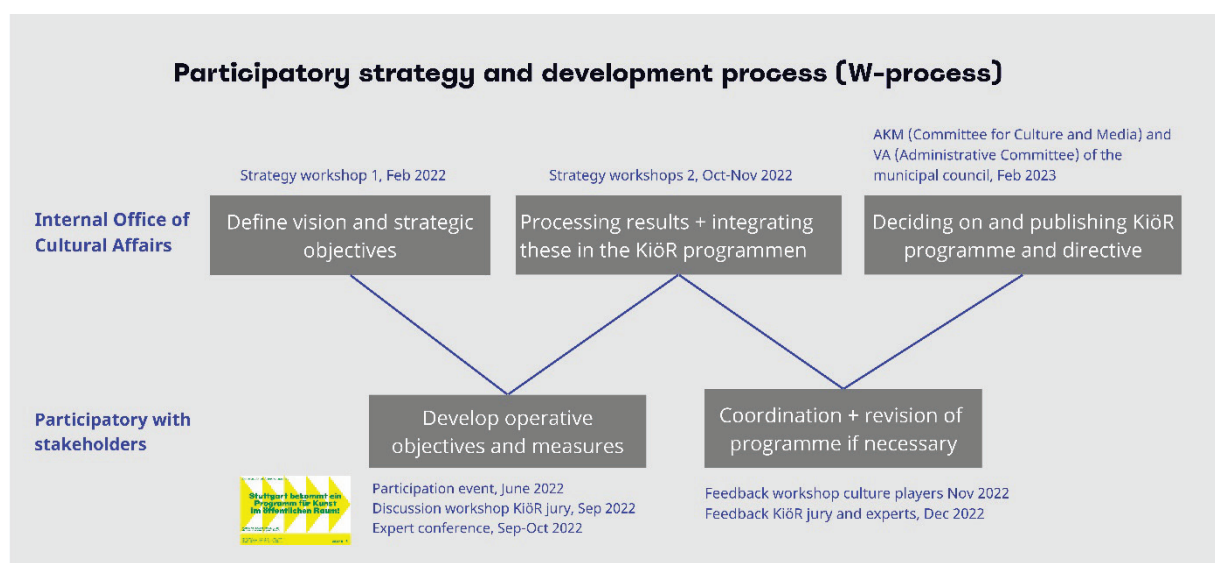 Participatory strategy and development process (W-process)
AKM (Committee for Culture and Media) and
VA (Administrative Committee) of the
municipal council, Feb 2023
Strategy workshop 1, Feb 2022
Strategy workshops 2, Oct-Nov 2022
Internal Office of
Cultural Affairs
Define vision and strategic
objectives
Processing results + integrating
these in the KiöR programmen
Deciding on and publishing KiöR
programme and directive
Participatory with
stakeholders
Develop operative
objectives and measures
Coordination + revision of
programme if necessary
Stuttgart bekommt ein
Programm für Kunst
im öffentlichen Raum!
Participation event, June 2022
Discussion workshop KiöR jury, Sep 2022
Expert conference, Sep-Oct 2022
Feedback workshop culture players Nov 2022
Feedback KiöR jury and experts, Dec 2022